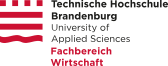 Technische Hochschule
Brandenburg
University of
Applied Sciences
Fachbereich
Wirtschaft